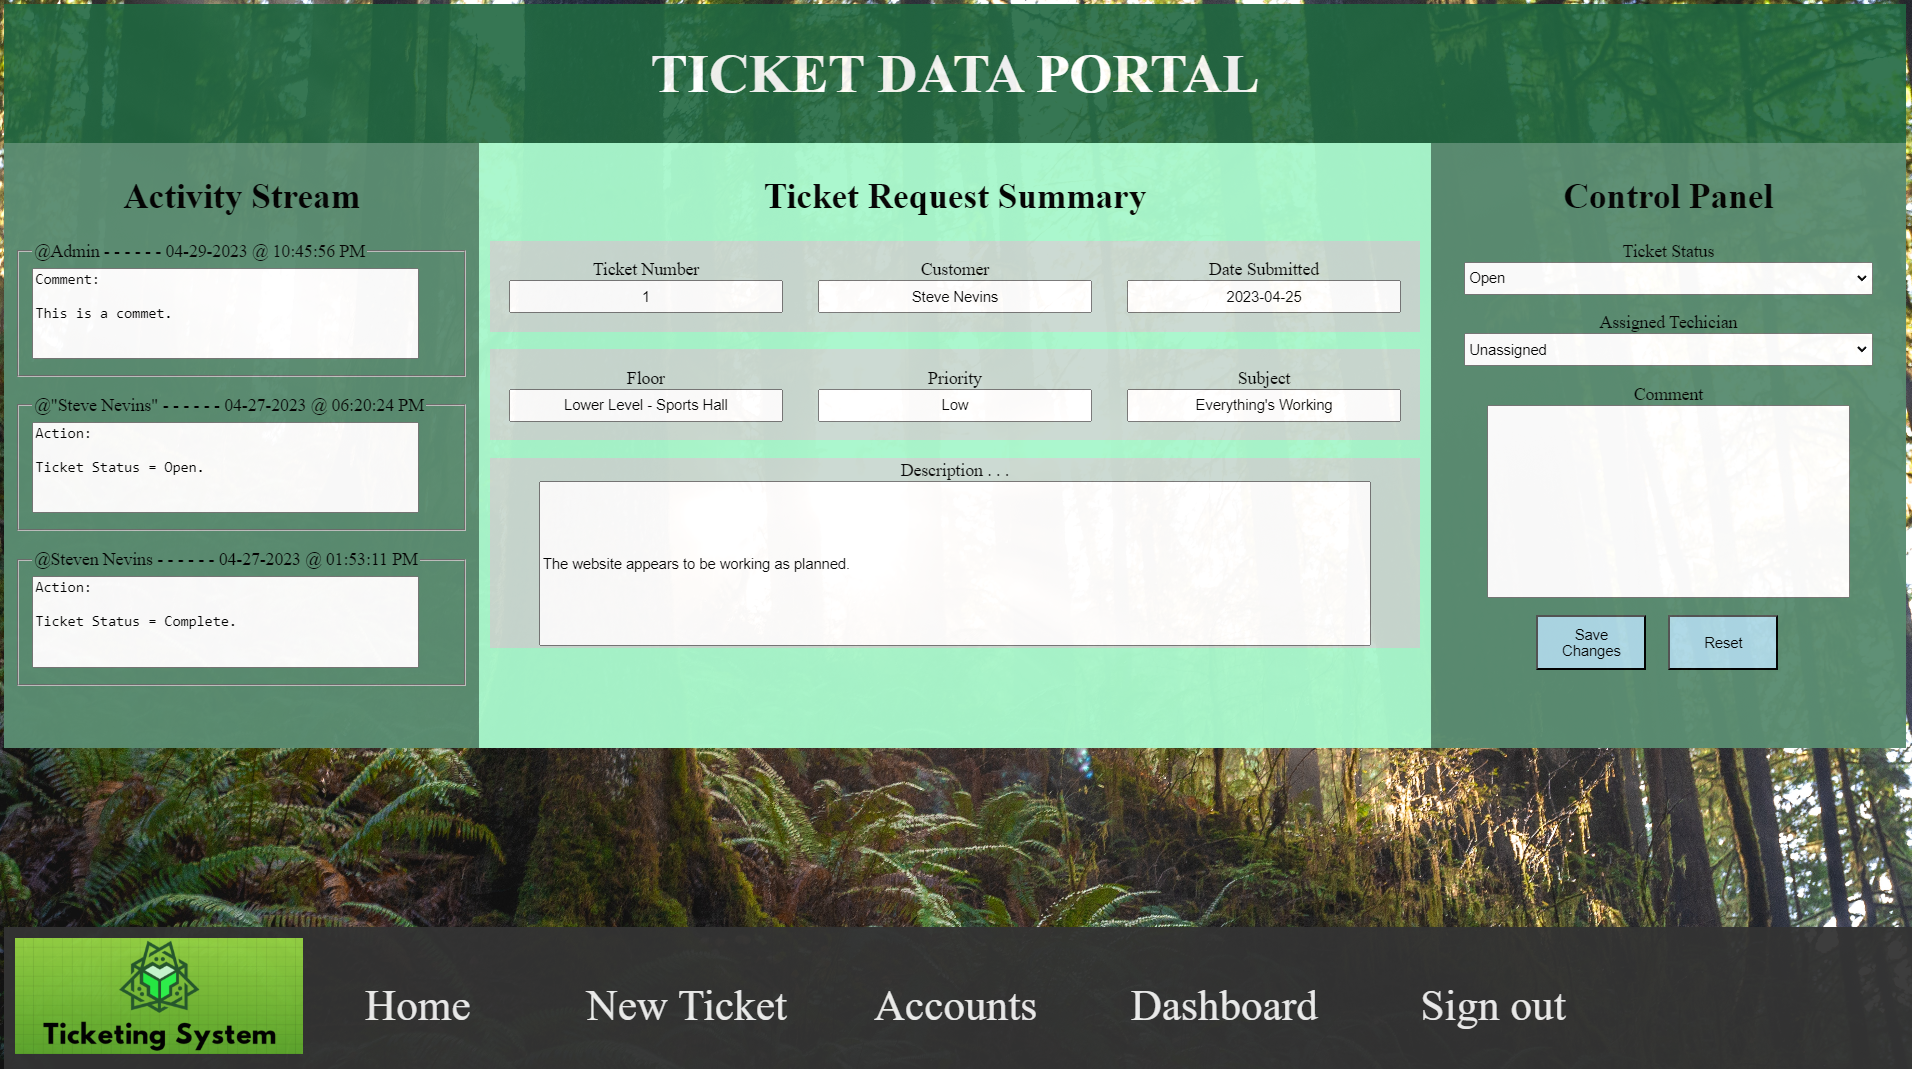 TICKET DATA PORTAL
Activity Stream
@Admin - - - - - - 04-29-2023 @ 10:45:56 PM
Comment:
This is a commet.
@"Steve Nevins" - - - - - - 04-27-2023 @ 06:20:24 PM
Action:
Ticket Status = Open.
@Steven Nevins - - - - - - 04-27-2023 @ 01:53:11 PM
Action:
Ticket Status = Complete.
Ticket Request Summary
Ticket Number Customer Date Submitted
1 Steve Nevins 2023-04-25
Floor Priority Subject
Lower Level - Sports Hall Low Everything's Working
Description . . .
The website appears to be working as planned.
Control Panel
Ticket Status
Open
Assigned Techician
Unassigned
Comment
Save
Changes
Reset
Ticketing System
Home New Ticket Accounts Dashboard Sign out